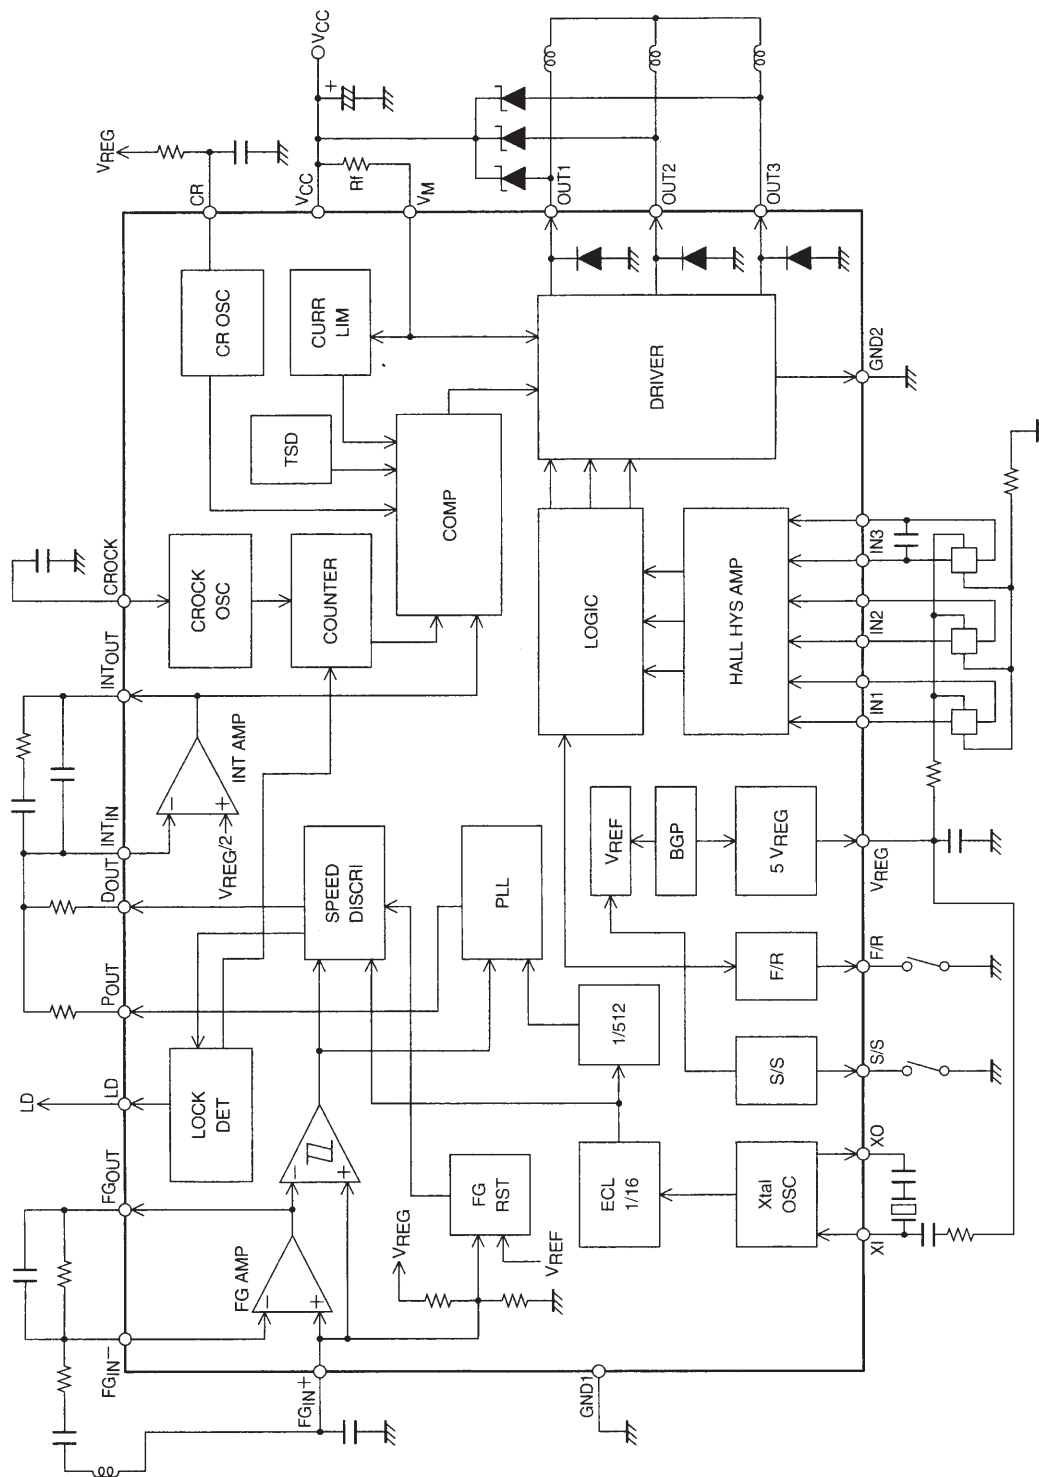 LD
FGIN−
FGOUT
LD
POUT
DOUT
INTIN
INTOUT
CROCK
FG AMP
LOCK
DET
VREG/2
INT AMP
CROCK
OSC
CR OSC
CR
VREG
FGIN+
SPEED
DISCRI
COUNTER
TSD
CURR
LIM
VCC
VCC
+
Rf
VM
VREG
VREF
FG
RST
PLL
COMP
GND1
ECL
1/16
1/512
VREF
BGP
LOGIC
DRIVER
OUT1
OUT2
OUT3
Xtal
OSC
S/S
F/R
5 VREG
HALL HYS AMP
XI
XO
S/S
F/R
VREG
IN1
IN2
IN3
GND2
−
+
−
+
−
+